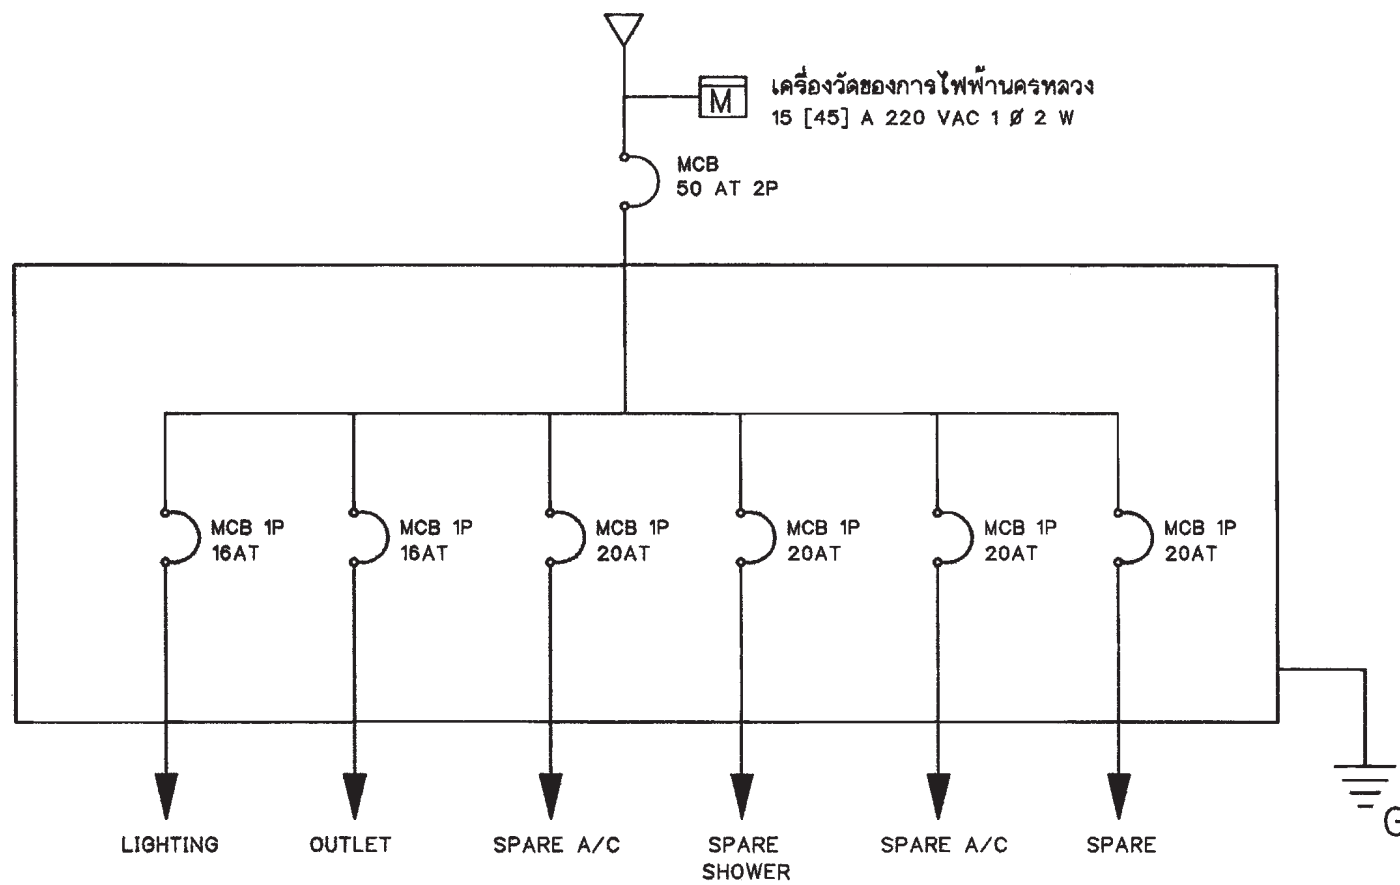 เครื่องวัดของการไฟฟ้านครหลวง
M
15 [45] A 220 VAC 1 Ø 2 W
MCB
50 AT 2P
MCB 1P
16AT
MCB 1P
16AT
MCB 1P
20AT
MCB 1P
20AT
MCB 1P
20AT
MCB 1P
20AT
G
LIGHTING
OUTLET
SPARE A/C
SPARE
SHOWER
SPARE A/C
SPARE